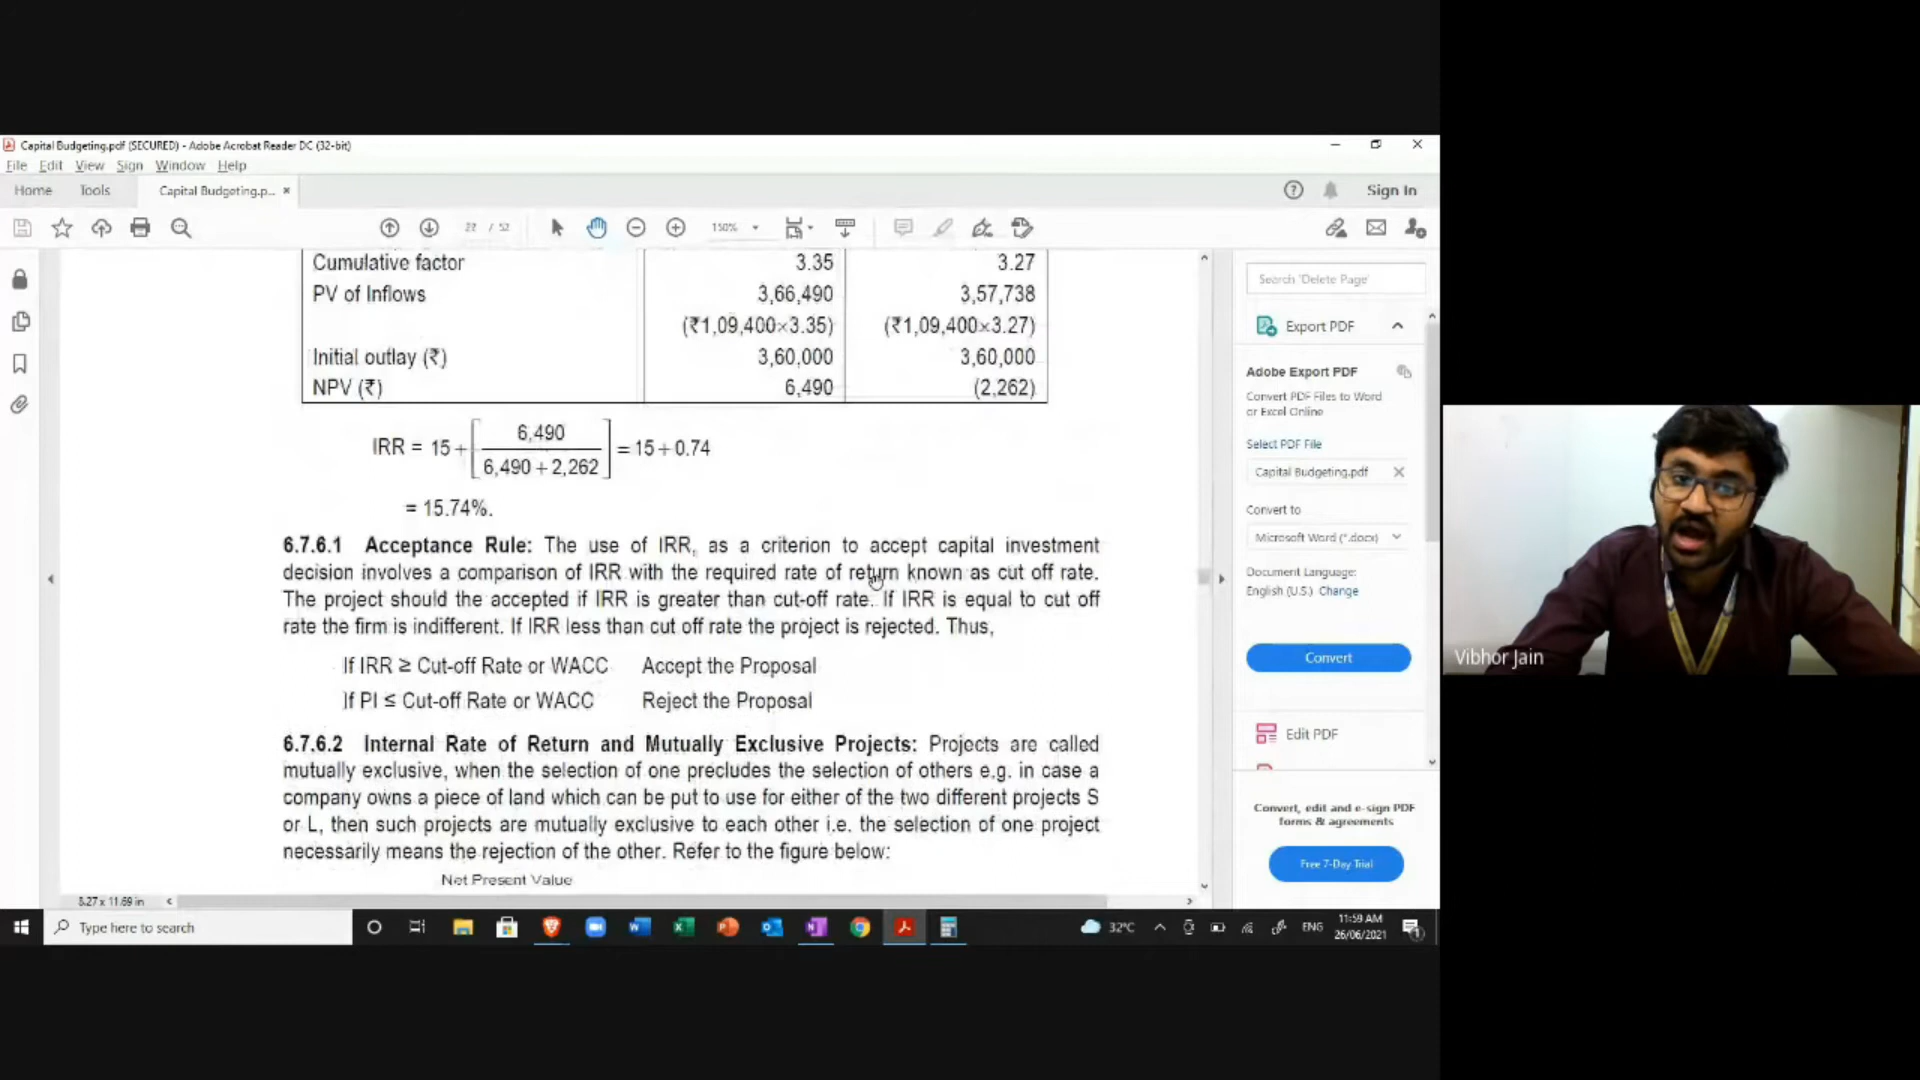 Capital Budgeting.pdf (SECURED) - Adobe Acrobat Reader DC (32-bit)
File Edit View Sign Window Help
Home Tools Capital Budgeting.p... × Sign In
/ 52 150%
Cumulative factor 3.35 3.27
PV of Inflows 3,66,490 3,57,738
(₹1,09,400×3.35) (₹1,09,400×3.27)
Initial outlay (₹) 3,60,000 3,60,000
NPV (₹) 6,490 (2,262)
IRR = 15 + [ 6,490 / 6,490 + 2,262 ] = 15 + 0.74
= 15.74%.
6.7.6.1 Acceptance Rule: The use of IRR, as a criterion to accept capital investment
decision involves a comparison of IRR with the required rate of return known as cut off rate.
The project should the accepted if IRR is greater than cut-off rate. If IRR is equal to cut off
rate the firm is indifferent. If IRR less than cut off rate the project is rejected. Thus,
If IRR ≥ Cut-off Rate or WACC Accept the Proposal
If PI ≤ Cut-off Rate or WACC Reject the Proposal
6.7.6.2 Internal Rate of Return and Mutually Exclusive Projects: Projects are called
mutually exclusive, when the selection of one precludes the selection of others e.g. in case a
company owns a piece of land which can be put to use for either of the two different projects S
or L, then such projects are mutually exclusive to each other i.e. the selection of one project
necessarily means the rejection of the other. Refer to the figure below:
Net Present Value
8.27 x 11.69 in
Search 'Delete Page'
Export PDF
Adobe Export PDF
Convert PDF Files to Word
or Excel Online
Select PDF File
Capital Budgeting.pdf ×
Convert to
Microsoft Word (*.docx)
Document Language:
English (U.S.) Change
Convert
Edit PDF
Convert, edit and e-sign PDF
forms & agreements
Free 7-Day Trial
Vibhor Jain
Type here to search
32°C ENG
11:59 AM
26/06/2021